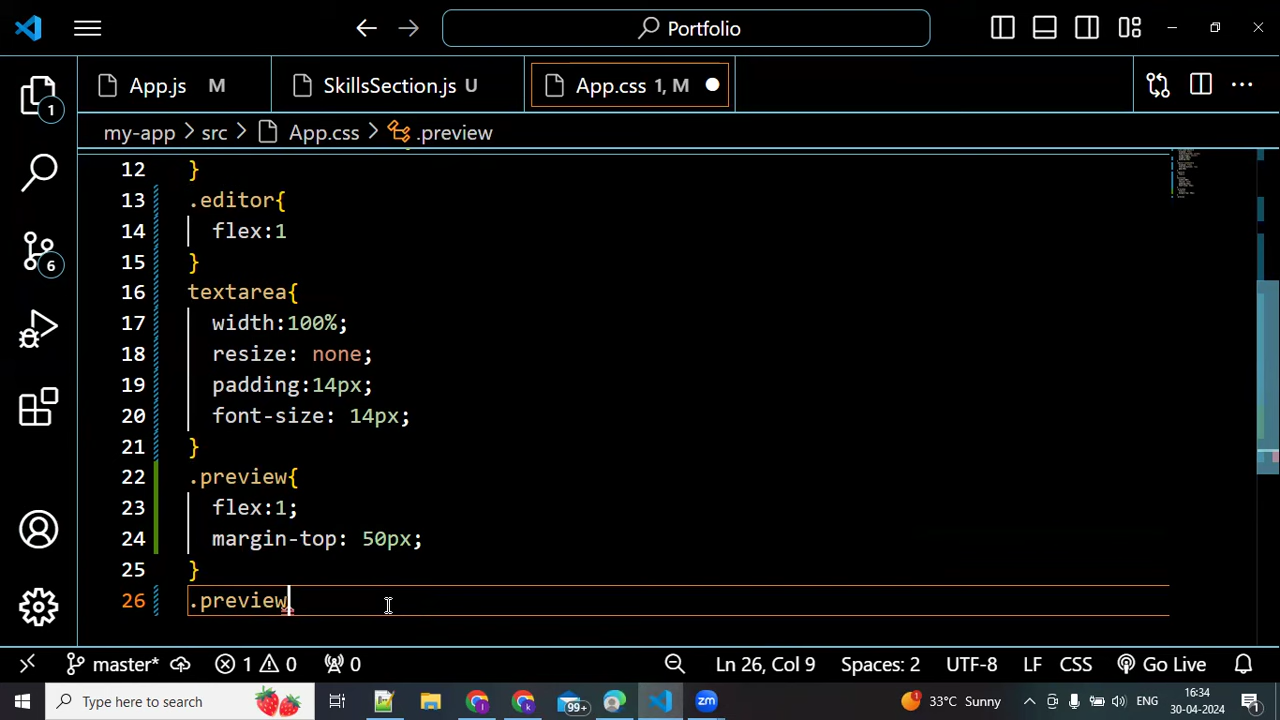 Portfolio
App.js M
SkillsSection.js U
App.css 1, M
my-app > src > App.css > .preview
12 }
13 .editor{
14 flex:1
15 }
16 textarea{
17 width:100%;
18 resize: none;
19 padding:14px;
20 font-size: 14px;
21 }
22 .preview{
23 flex:1;
24 margin-top: 50px;
25 }
26 .preview
1
6
master* 1 0 0 Ln 26, Col 9 Spaces: 2 UTF-8 LF CSS Go Live
Type here to search
99+
33°C Sunny
ENG
16:34
30-04-2024
1